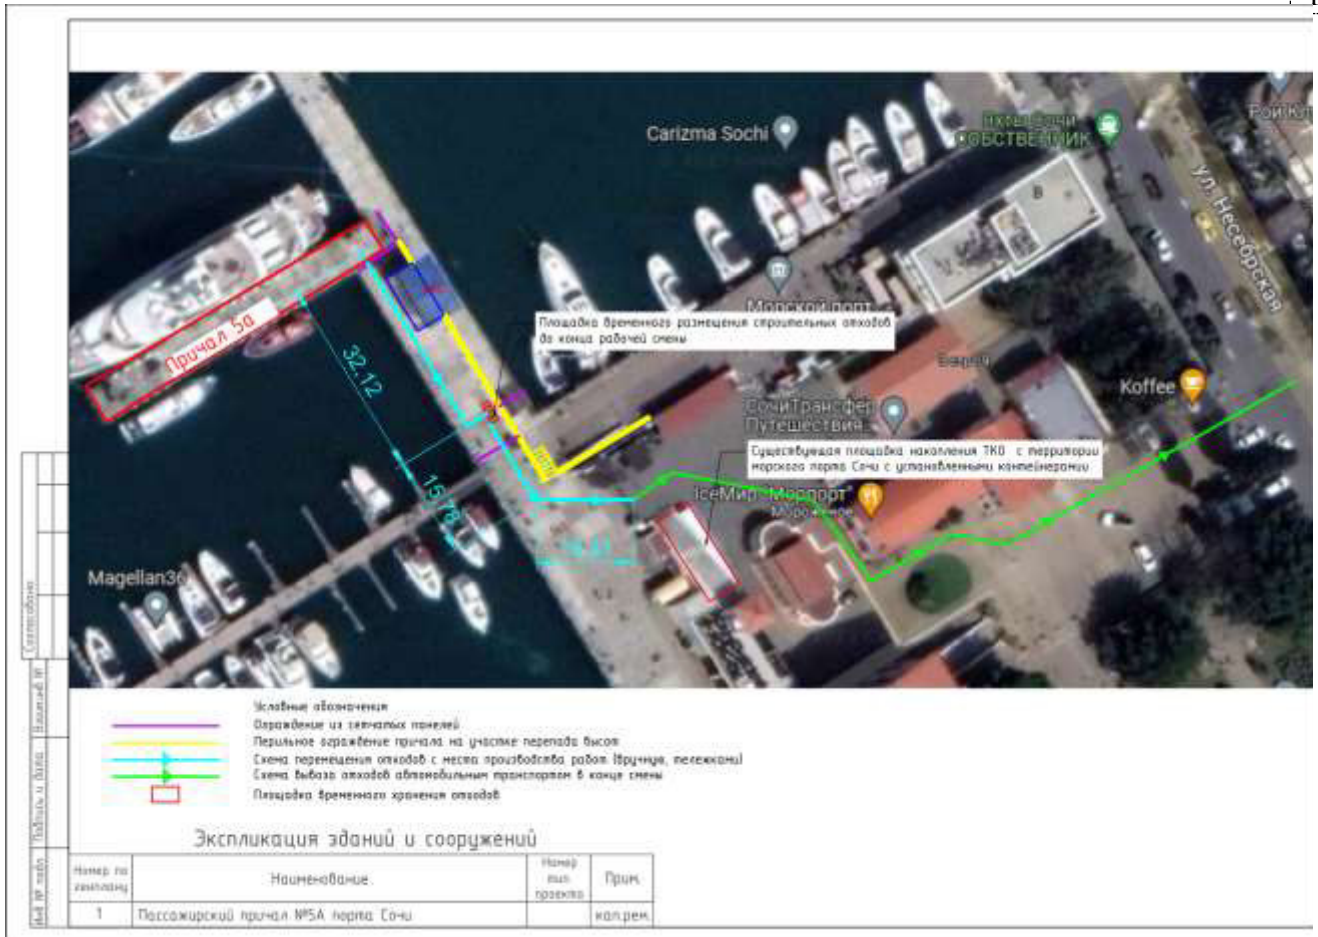 Carizma Sochi
СОБСТВЕННИК
ул. Несебрская
Морской порт
Причал 5а
Площадка временного размещения строительных отходов
до конца рабочей смены
32,12
Koffee
СочиТрансфер
Путешествия...
Существующая площадка накопления ТКО с территории
морского порта Сочи с установленными контейнерами
IceМир "Морпорт"
Мороженое
15,78
Magellan36
Согласовано
Взам.инв. №
Подпись и дата
Инв. № подл.
Условные обозначения
Ограждение из сетчатых панелей
Перильное ограждение причала на участке перепада высот
Схема перемещения отходов с места производства работ (вручную, тележками)
Схема вывоза отходов автомобильным транспортом в конце смены
Площадка временного хранения отходов
Экспликация зданий и сооружений
Номер по генплану
Наименование
Номер тип. проекта
Прим.
1
Пассажирский причал №5А порта Сочи
кап.рем.